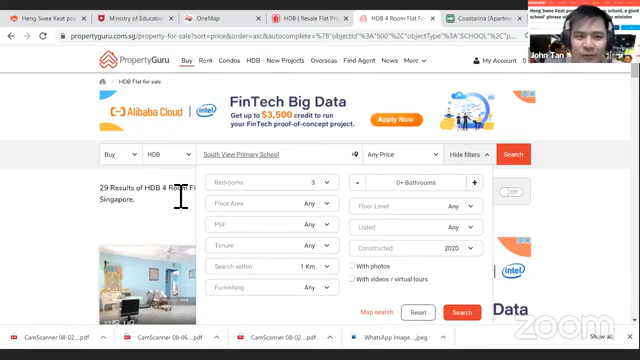 Heng Swee Keat pop
Ministry of Education
OneMap
HDB | Resale Flat Pri
HDB 4 Room Flat Fo
Coastarina (Apartme
propertyguru.com.sg/property-for-sale?sort=price&order=asc&autocomplete=%7B"objectId"%3A"500"%2C"objectType"%3A"SCHOOL"%2C"p...
PropertyGuru
Buy Rent Condos HDB New Projects Overseas Find Agent News More
My Account
HDB Flat for sale
Alibaba Cloud
intel
FinTech Big Data
Get up to $3,500 credit to run
your FinTech proof-of-concept project.
Apply Now
Buy
HDB
South View Primary School
Any Price
Hide filters
Search
29 Results of HDB 4 Room Fl
Singapore.
Bedrooms 3
- 0+ Bathrooms +
Off
Floor Area Any
Floor Level Any
PSF Any
Listed Any
Tenure Any
Constructed 2020
Search within 1 Km
With photos
With videos / virtual tours
Furnishing Any
Map search
Reset
Search
intel
Data
John Tan
CamScanner 08-02....pdf
CamScanner 08-06....pdf
CamScanner 08-02....pdf
WhatsApp Image....jpeg
Show all
zoom